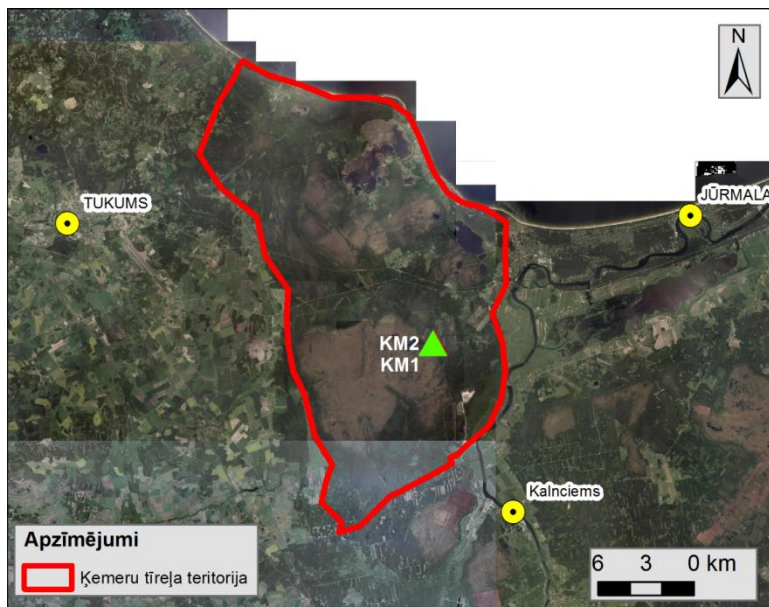 N
TUKUMS
JŪRMALA
KM2
KM1
Kalnciems
Apzīmējumi
Ķemeru tīreļa teritorija
6 3 0 km